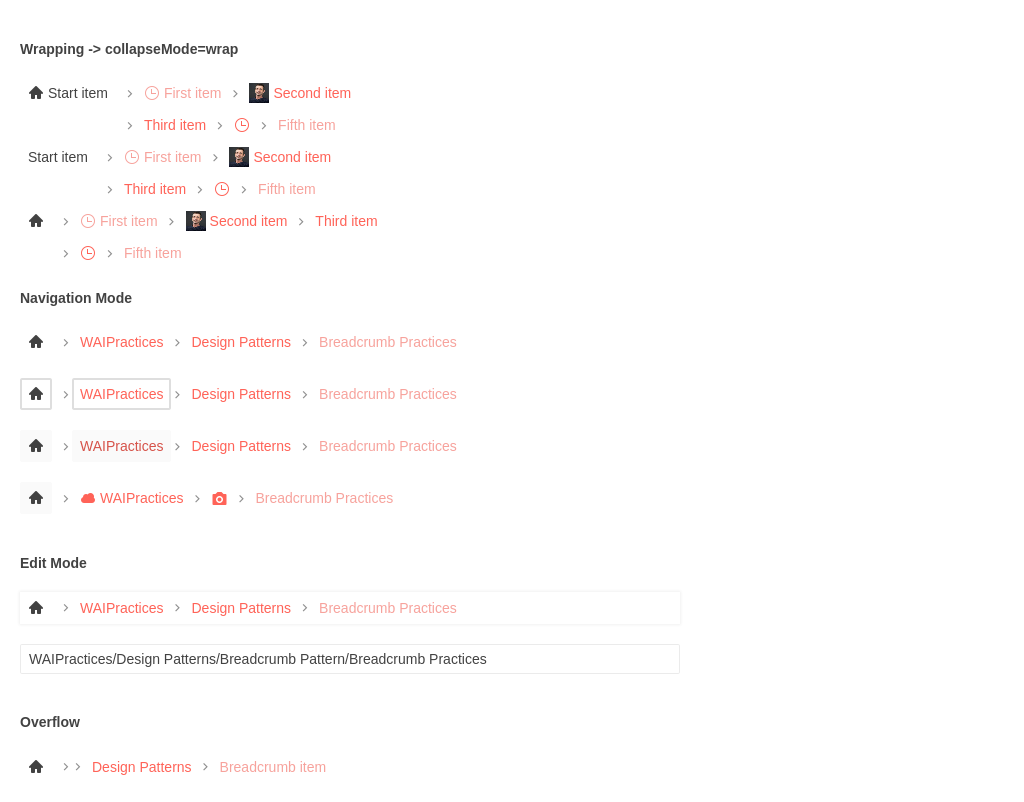 Wrapping -> collapseMode=wrap
Start item First item Second item
Third item Fifth item
Start item First item Second item
Third item Fifth item
First item Second item Third item
Fifth item
Navigation Mode
WAIPractices Design Patterns Breadcrumb Practices
WAIPractices Design Patterns Breadcrumb Practices
WAIPractices Design Patterns Breadcrumb Practices
WAIPractices Breadcrumb Practices
Edit Mode
WAIPractices Design Patterns Breadcrumb Practices
WAIPractices/Design Patterns/Breadcrumb Pattern/Breadcrumb Practices
Overflow
Design Patterns Breadcrumb item